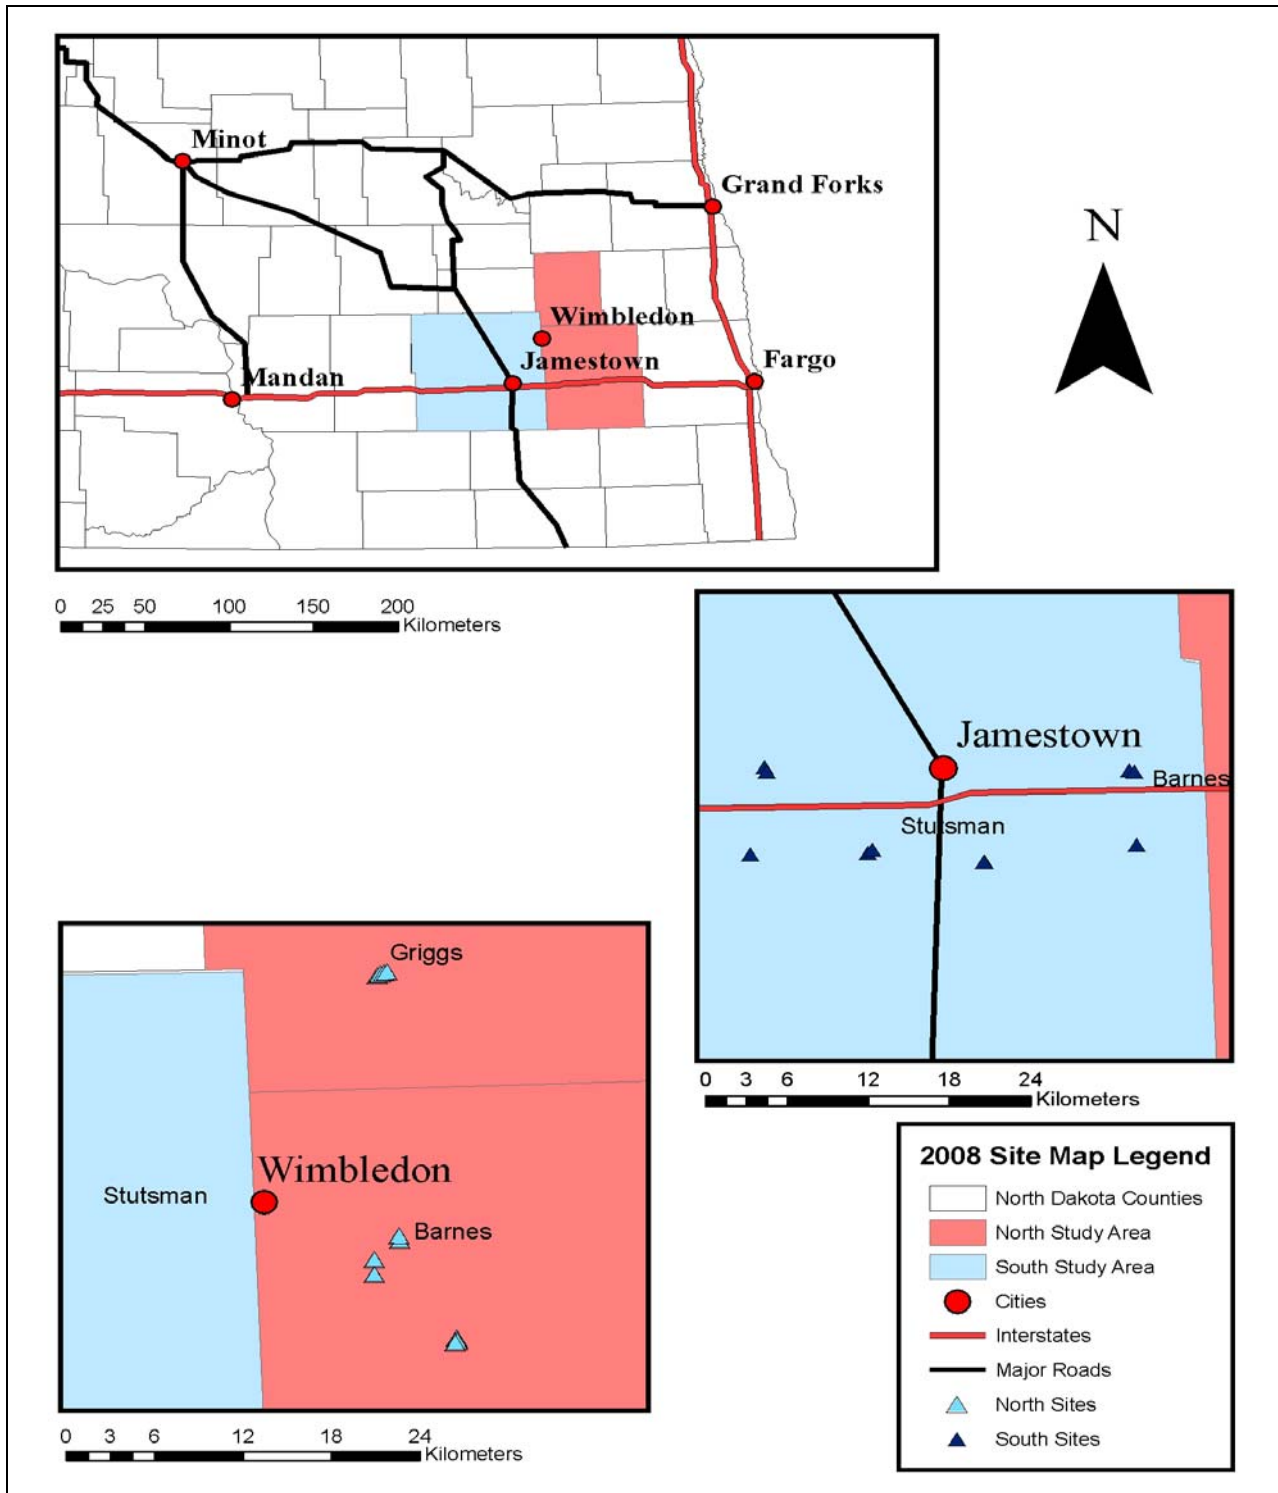 Minot
Grand Forks
N
Wimbledon
Jamestown
Fargo
Mandan
0 25 50 100 150 200
Kilometers
Jamestown
Barnes
Stutsman
0 3 6 12 18 24
Kilometers
Griggs
Wimbledon
Stutsman
Barnes
0 3 6 12 18 24
Kilometers
2008 Site Map Legend
North Dakota Counties
North Study Area
South Study Area
Cities
Interstates
Major Roads
North Sites
South Sites